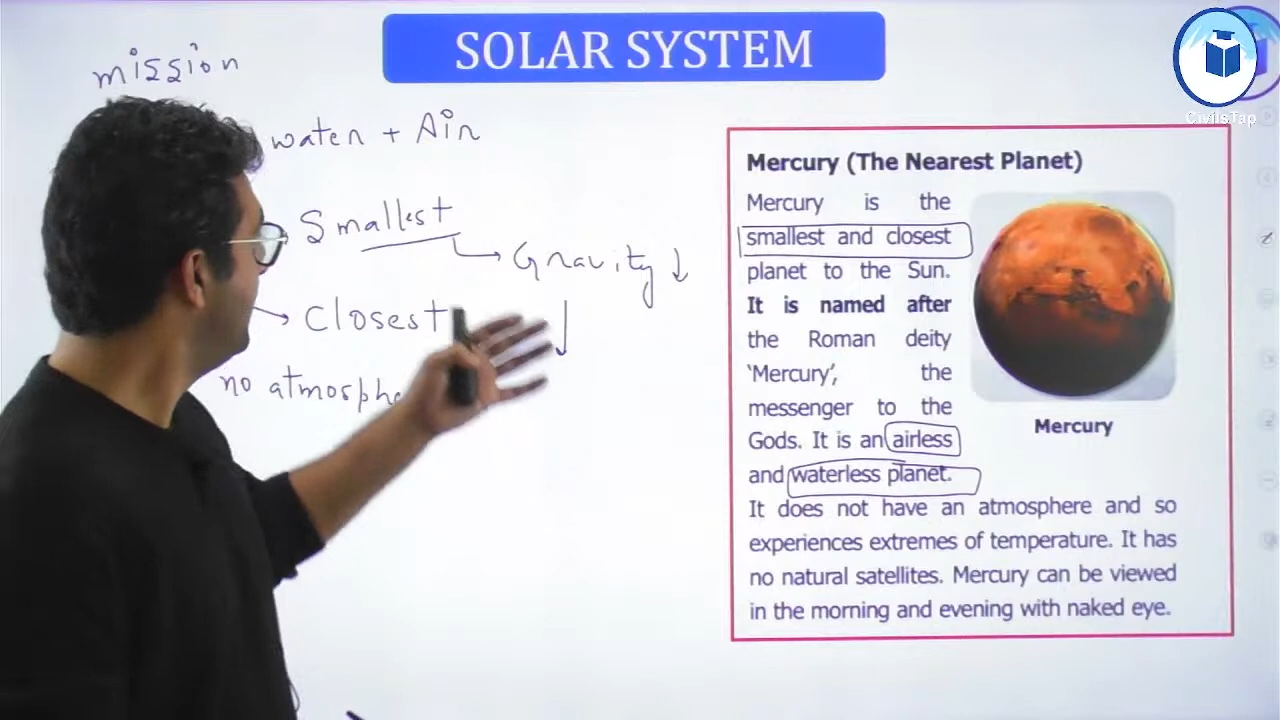 SOLAR SYSTEM
CivilsTap
mission
water + Air
Smallest
Gravity ↓
→ closest
↓
no atmosphe
Mercury (The Nearest Planet)
Mercury is the
smallest and closest
planet to the Sun.
It is named after
the Roman deity
‘Mercury’, the
messenger to the
Gods. It is an airless
and waterless planet.
It does not have an atmosphere and so
experiences extremes of temperature. It has
no natural satellites. Mercury can be viewed
in the morning and evening with naked eye.
Mercury